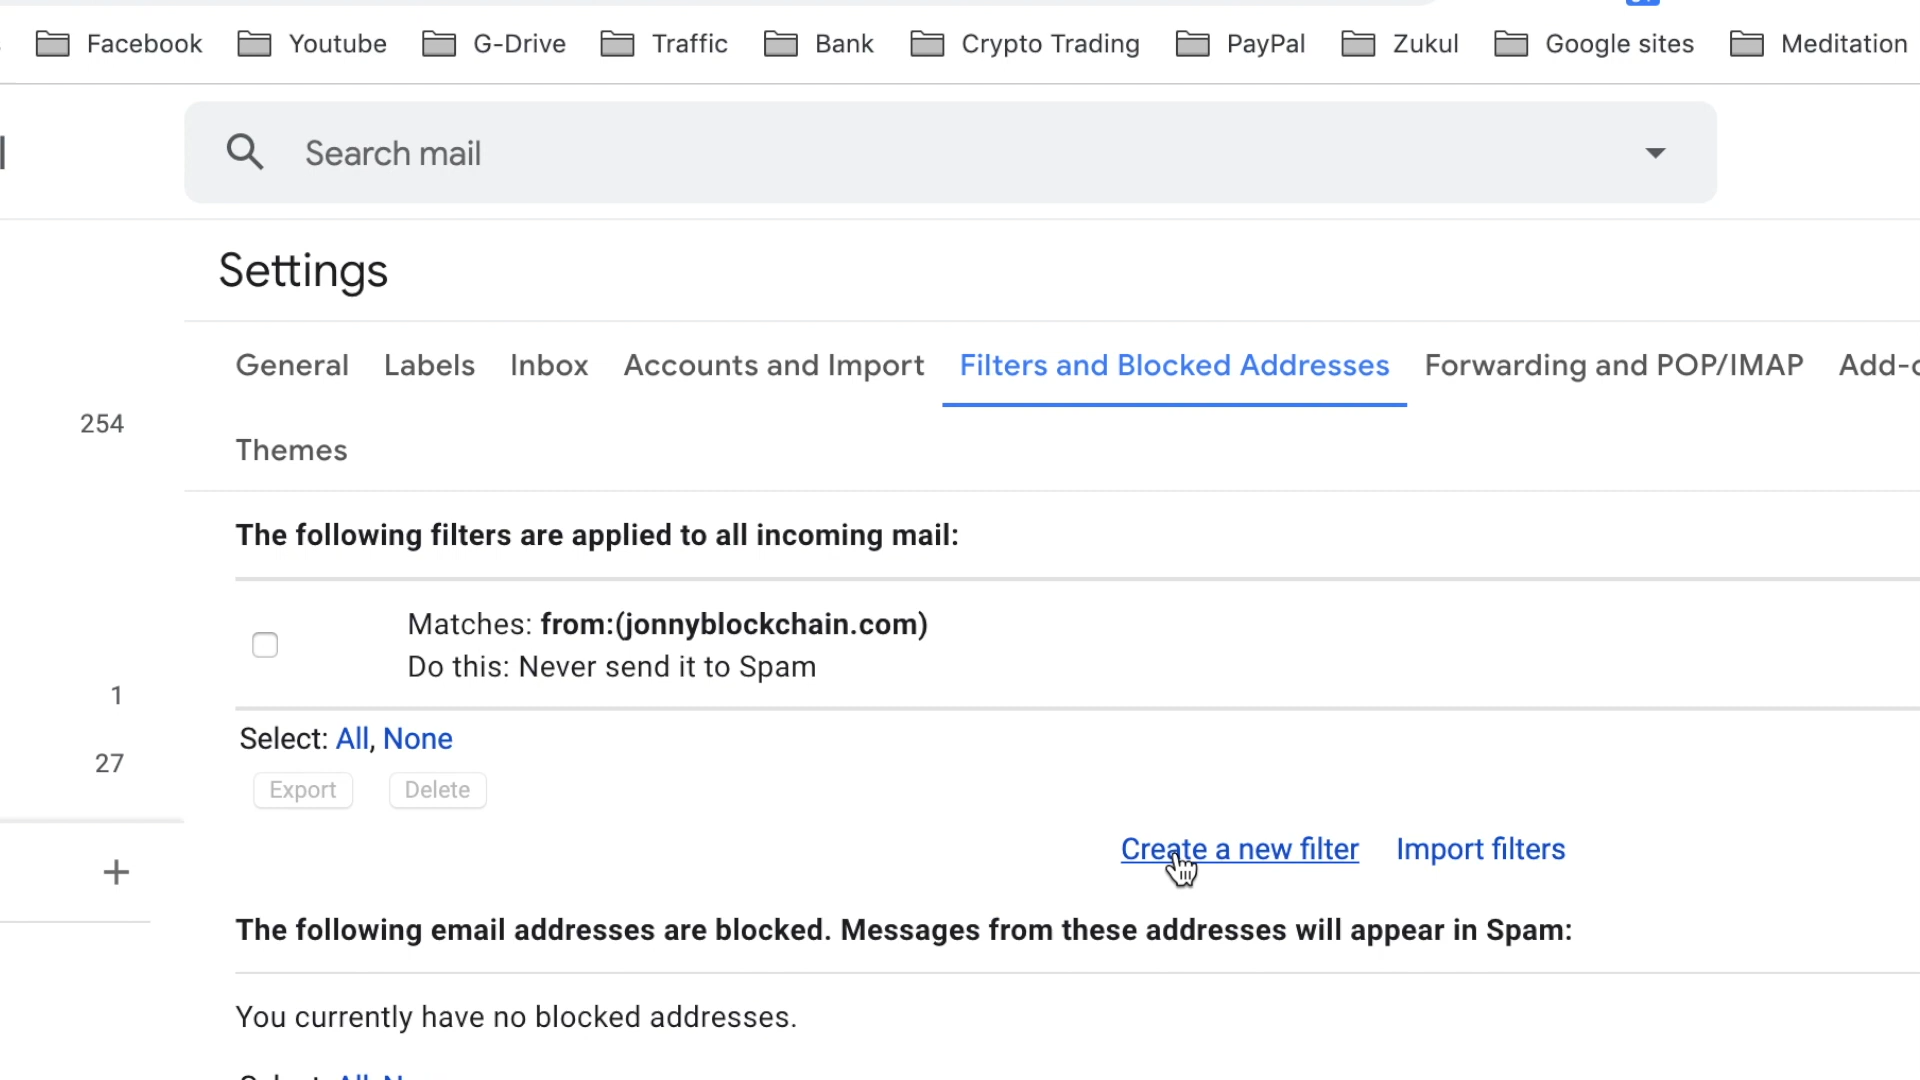 Facebook Youtube G-Drive Traffic Bank Crypto Trading PayPal Zukul Google sites Meditation
Search mail
Settings
General Labels Inbox Accounts and Import Filters and Blocked Addresses Forwarding and POP/IMAP
254
Themes
The following filters are applied to all incoming mail:
Matches: from:(jonnyblockchain.com)
Do this: Never send it to Spam
1
Select: All, None
27
Export Delete
Create a new filter Import filters
+
The following email addresses are blocked. Messages from these addresses will appear in Spam:
You currently have no blocked addresses.